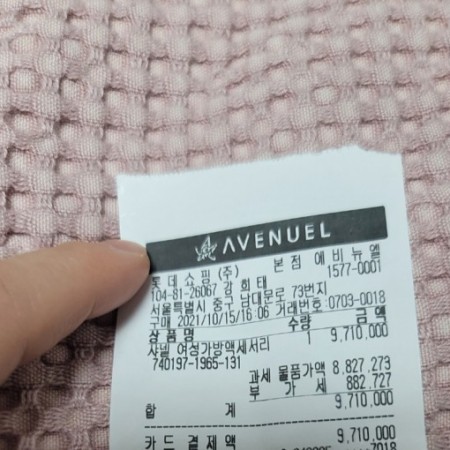 AVENUEL
본점 에비뉴엘
롯데쇼핑(주) 1577-0001
104-81-26067 강희태
서울특별시 중구 남대문로 73번지
구매 2021/10/15/16:06 거래번호:0703-0018
상품명 수량 금액
샤넬 여성가방액세서리 1 9,710,000
740197-1965-131
과세 물품가액 8,827,273
부 가 세 882,727
합 계 9,710,000
카드 결제액 9,710,000